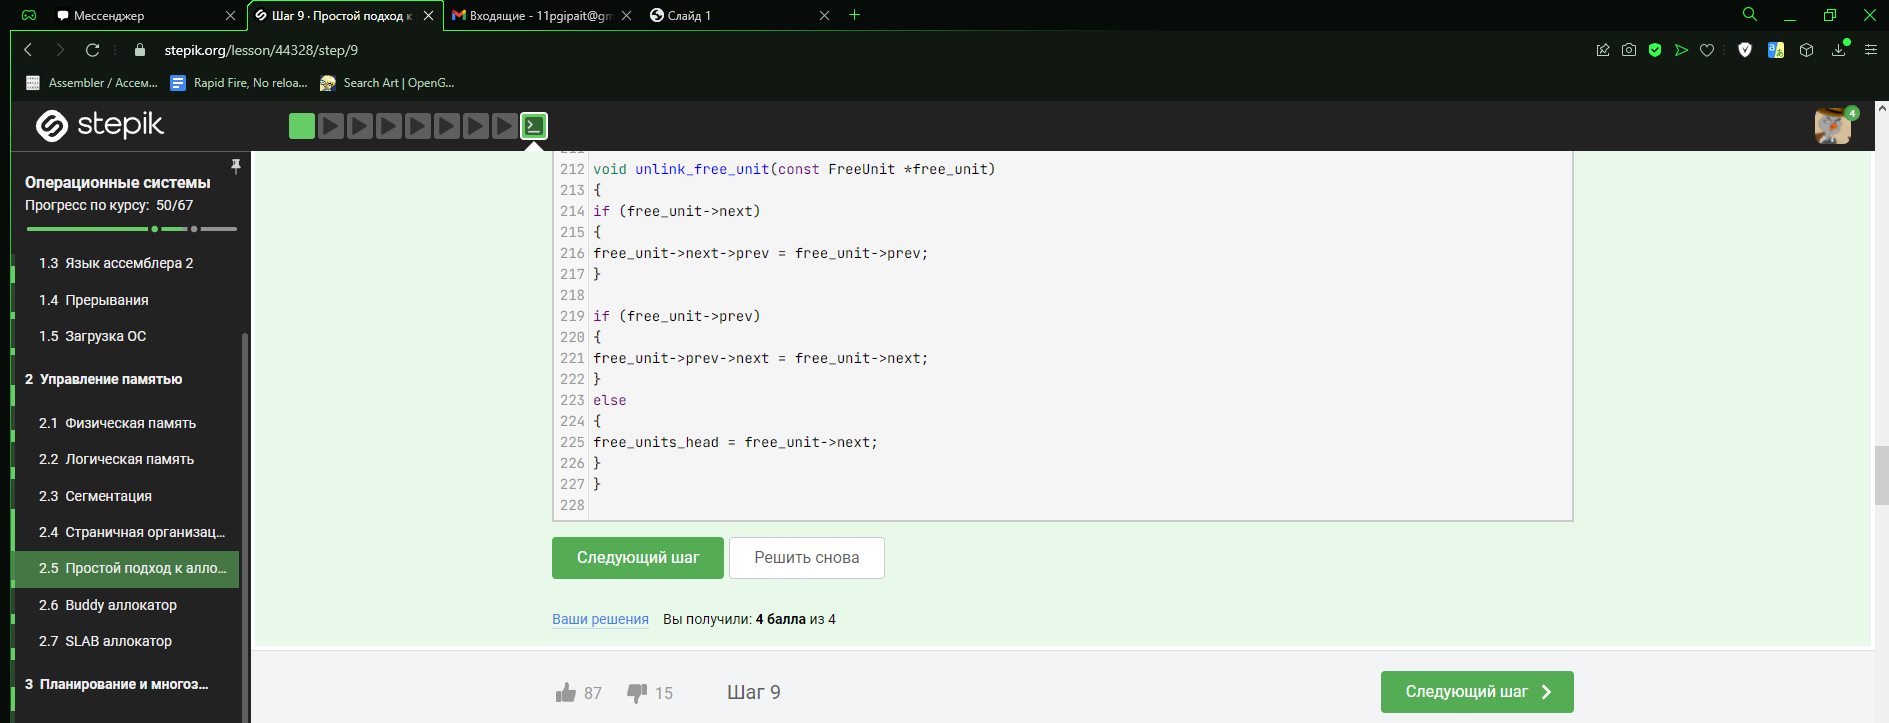 Мессенджер
Шаг 9 · Простой подход к
Входящие - 11pgipait@gm
Слайд 1
stepik.org/lesson/44328/step/9
Assembler / Ассем...
Rapid Fire, No reloa...
Search Art | OpenG...
stepik
4
Операционные системы
Прогресс по курсу: 50/67
1.3 Язык ассемблера 2
1.4 Прерывания
1.5 Загрузка ОС
2 Управление памятью
2.1 Физическая память
2.2 Логическая память
2.3 Сегментация
2.4 Страничная организац...
2.5 Простой подход к алло...
2.6 Buddy аллокатор
2.7 SLAB аллокатор
3 Планирование и многоз...
211
212 void unlink_free_unit(const FreeUnit *free_unit)
213 {
214 if (free_unit->next)
215 {
216 free_unit->next->prev = free_unit->prev;
217 }
218
219 if (free_unit->prev)
220 {
221 free_unit->prev->next = free_unit->next;
222 }
223 else
224 {
225 free_units_head = free_unit->next;
226 }
227 }
228
Следующий шаг
Решить снова
Ваши решения Вы получили: 4 балла из 4
87 15 Шаг 9
Следующий шаг